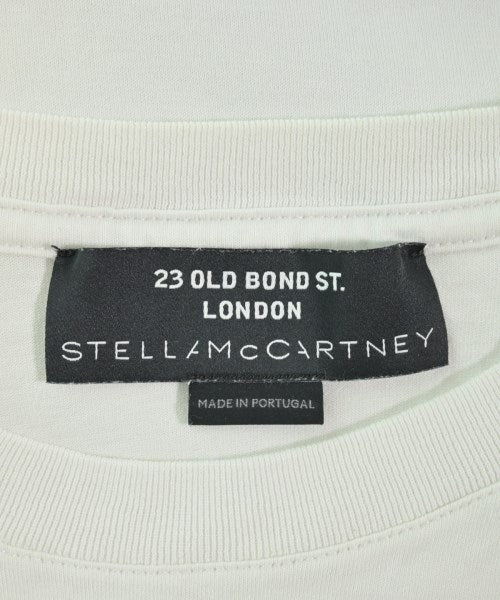 23 OLD BOND ST.
LONDON
STELLAMcCARTNEY
MADE IN PORTUGAL